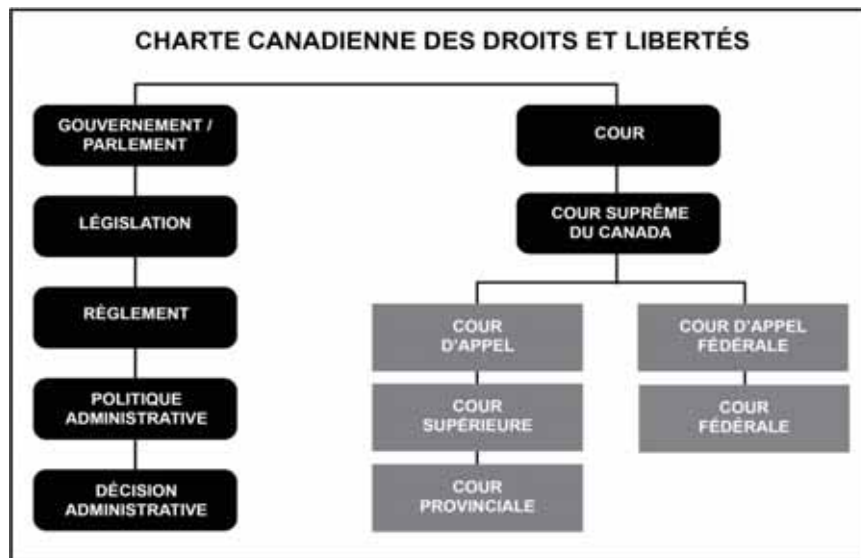 CHARTE CANADIENNE DES DROITS ET LIBERTÉS
GOUVERNEMENT /
PARLEMENT
LÉGISLATION
RÈGLEMENT
POLITIQUE
ADMINISTRATIVE
DÉCISION
ADMINISTRATIVE
COUR
COUR SUPRÊME
DU CANADA
COUR
D'APPEL
COUR
SUPÉRIEURE
COUR
PROVINCIALE
COUR D'APPEL
FÉDÉRALE
COUR
FÉDÉRALE